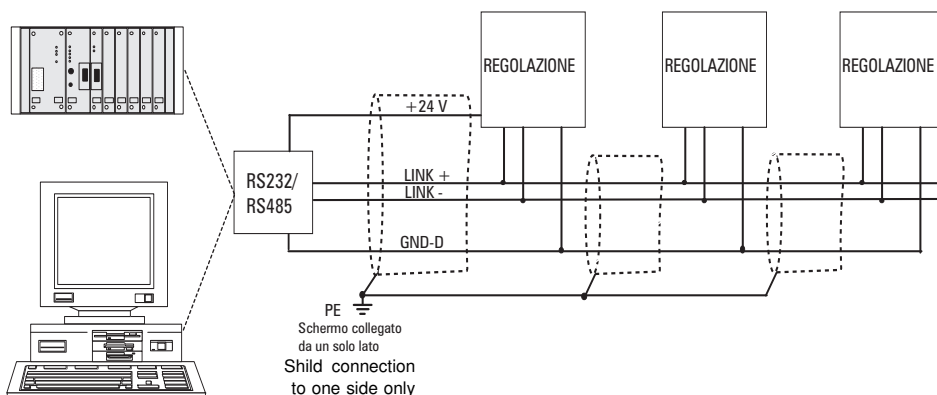 REGOLAZIONE
REGOLAZIONE
REGOLAZIONE
+24 V
RS232/
RS485
LINK +
LINK -
GND-D
PE
Schermo collegato
da un solo lato
Shild connection
to one side only